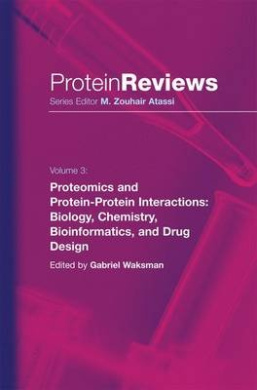 ProteinReviews
Series Editor M. Zouhair Atassi
Volume 3:
Proteomics and
Protein-Protein Interactions:
Biology, Chemistry,
Bioinformatics, and Drug
Design
Edited by Gabriel Waksman